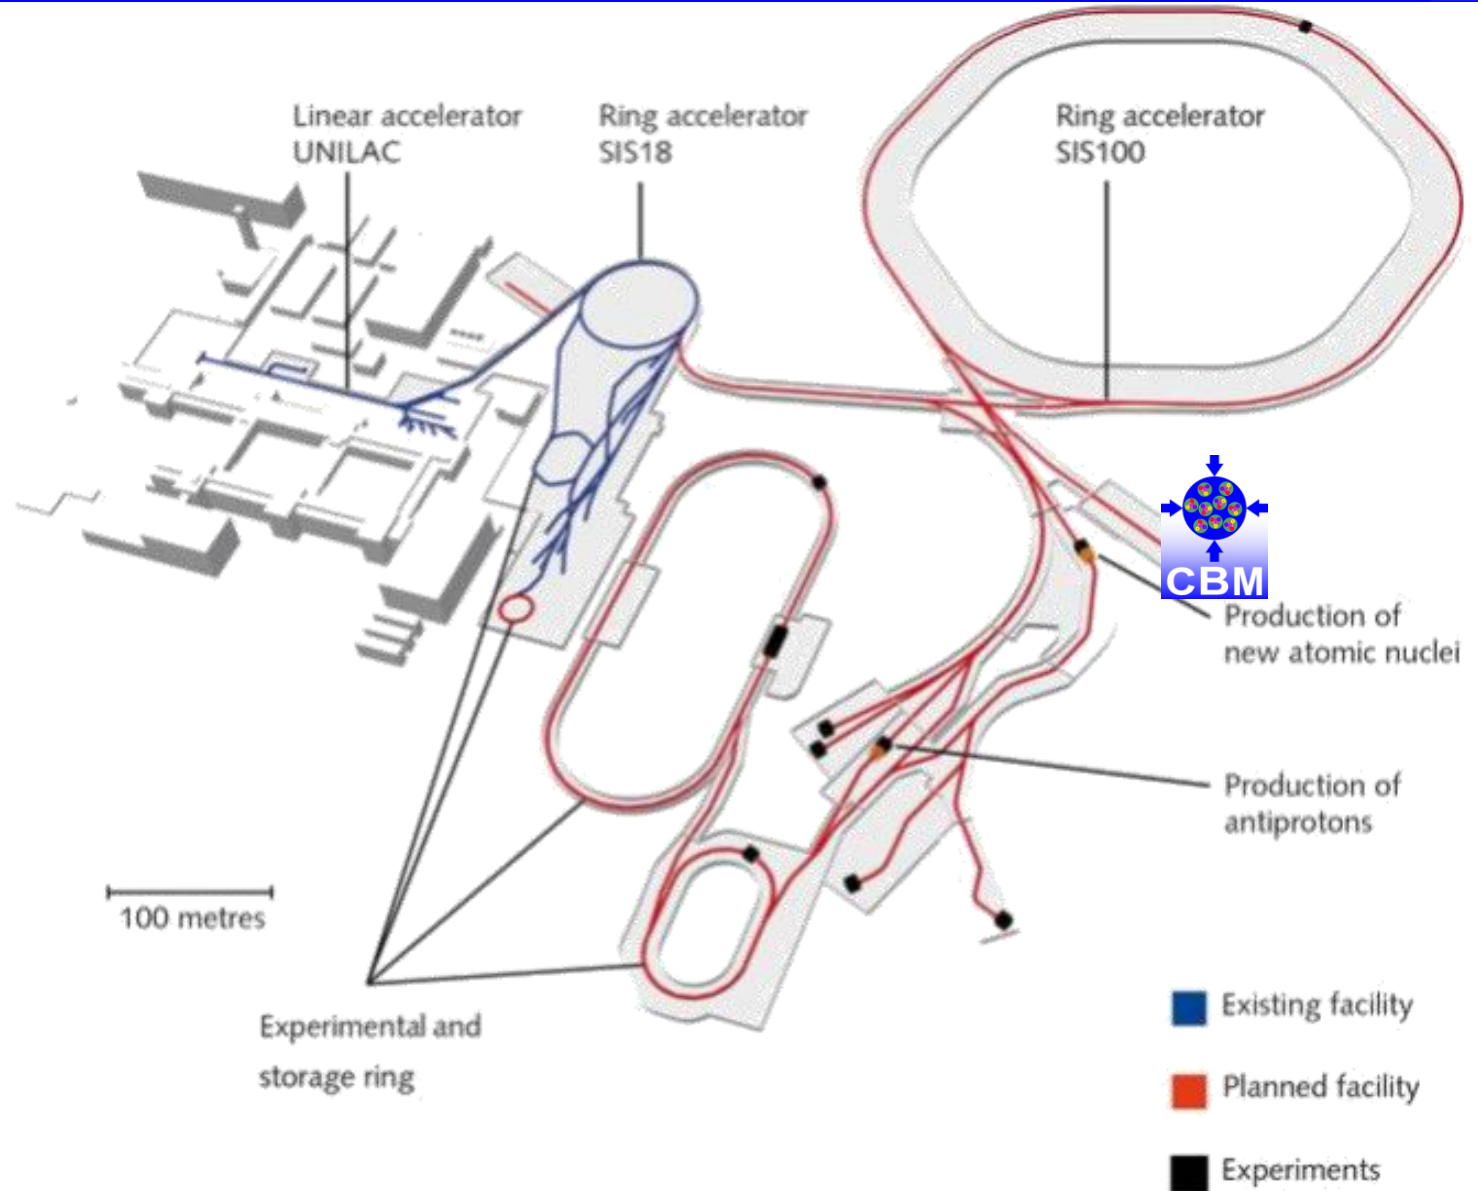 Linear accelerator
UNILAC
Ring accelerator
SIS18
Ring accelerator
SIS100
CBM
Production of
new atomic nuclei
Production of
antiprotons
100 metres
Experimental and
storage ring
Existing facility
Planned facility
Experiments